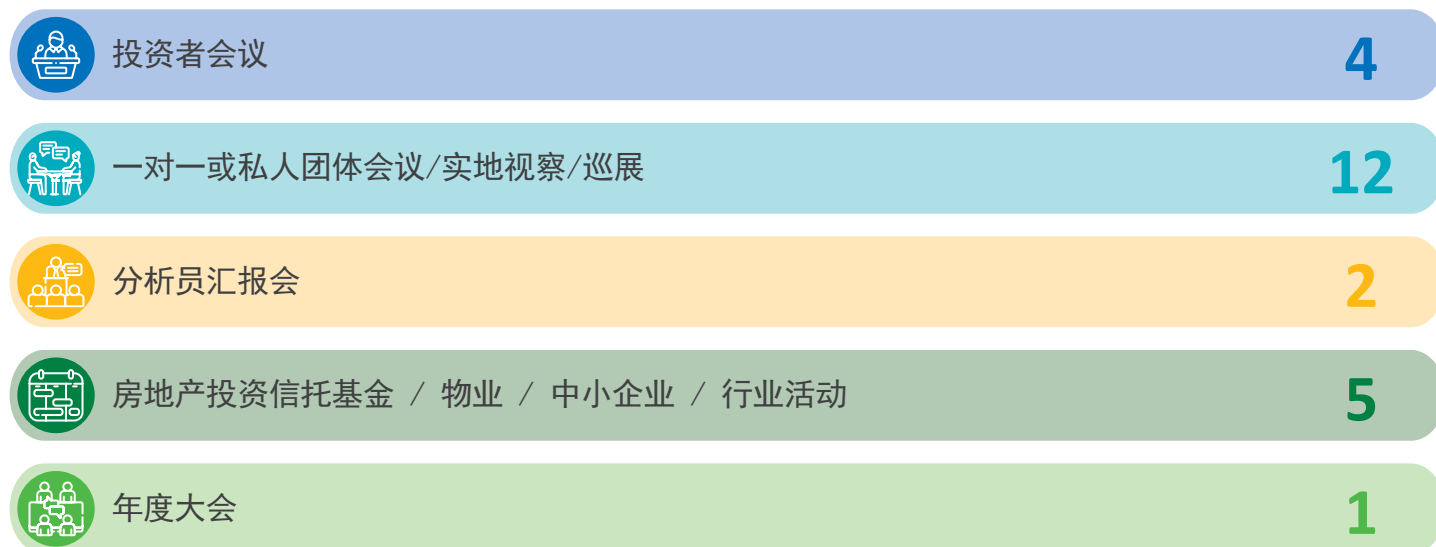 投资者会议 4
一对一或私人团体会议/实地视察/巡展 12
分析员汇报会 2
房地产投资信托基金 / 物业 / 中小企业 / 行业活动 5
年度大会 1